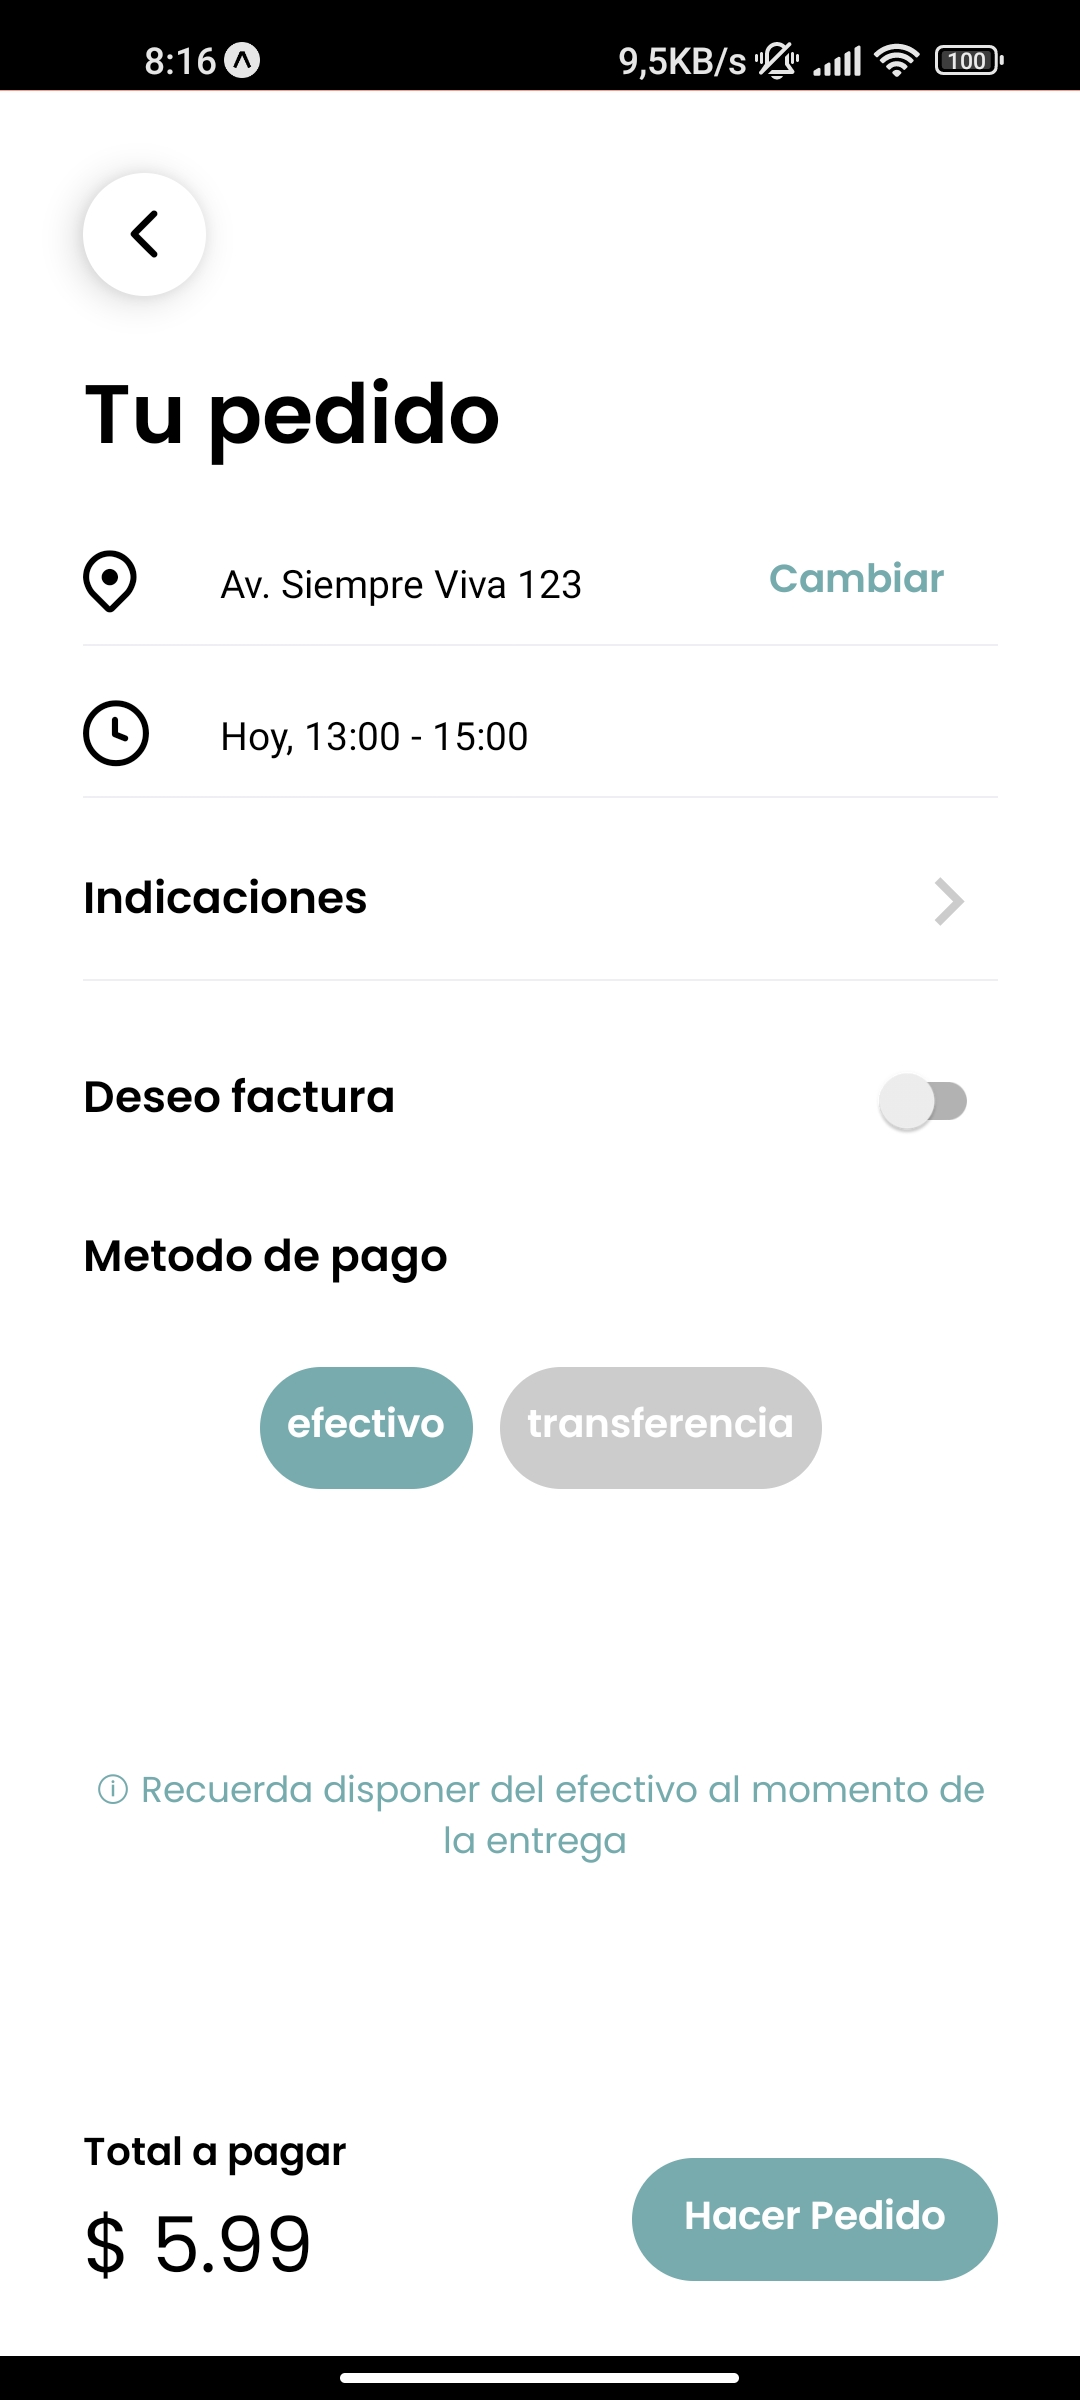 8:16
9,5KB/s
100
Tu pedido
Av. Siempre Viva 123
Cambiar
Hoy, 13:00 - 15:00
Indicaciones
Deseo factura
Metodo de pago
efectivo
transferencia
Recuerda disponer del efectivo al momento de
la entrega
Total a pagar
$ 5.99
Hacer Pedido